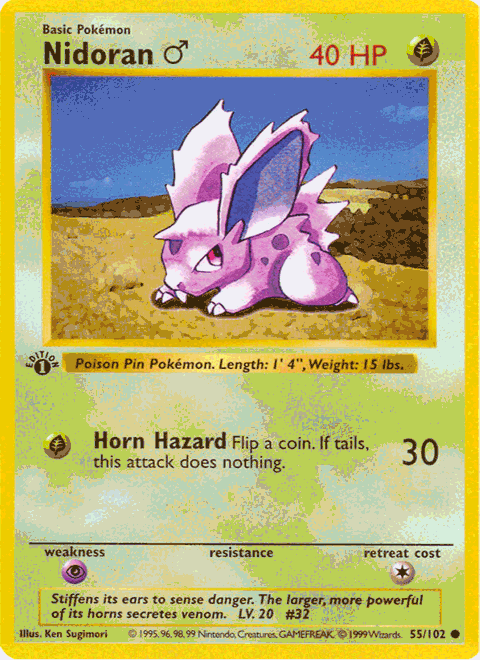 Basic Pokémon
Nidoran ♂ 40 HP
EDITION
1
Poison Pin Pokémon. Length: 1' 4", Weight: 15 lbs.
Horn Hazard Flip a coin. If tails,
this attack does nothing.
30
weakness resistance retreat cost
Stiffens its ears to sense danger. The larger, more powerful
of its horns secretes venom. LV. 20 #32
Illus. Ken Sugimori © 1995, 96, 98, 99 Nintendo, Creatures, GAMEFREAK. © 1999 Wizards. 55/102 ●